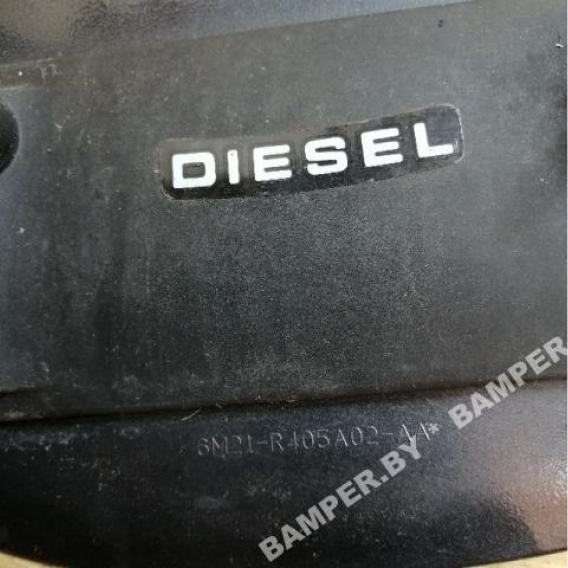 DIESEL
BAMPER.
6M21-R405A02-AA*
BAMPER.BY*